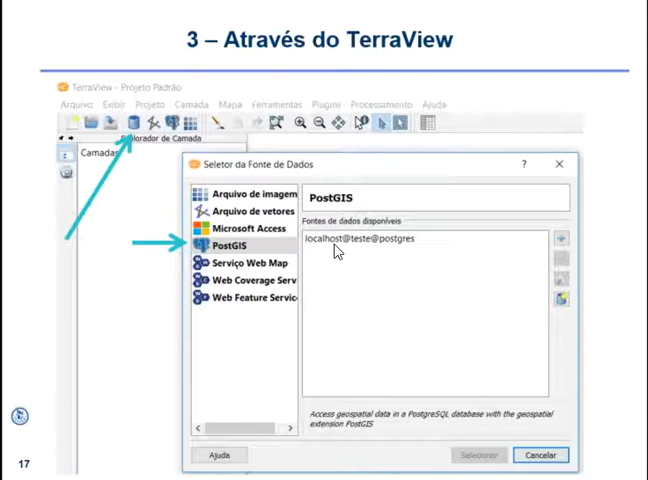 3 – Através do TerraView
TerraView - Projeto Padrão
Arquivo Exibir Projeto Camada Mapa Ferramentas Plugins Processamento Ajuda
Explorador de Camada
Camadas
Seletor da Fonte de Dados
Arquivo de imagem
Arquivo de vetores
Microsoft Access
PostGIS
Serviço Web Map
Web Coverage Serv
Web Feature Servic
PostGIS
Fontes de dados disponíveis
localhost@teste@postgres
Access geospatial data in a PostgreSQL database with the geospatial
extension PostGIS
Ajuda
Selecionar
Cancelar
17